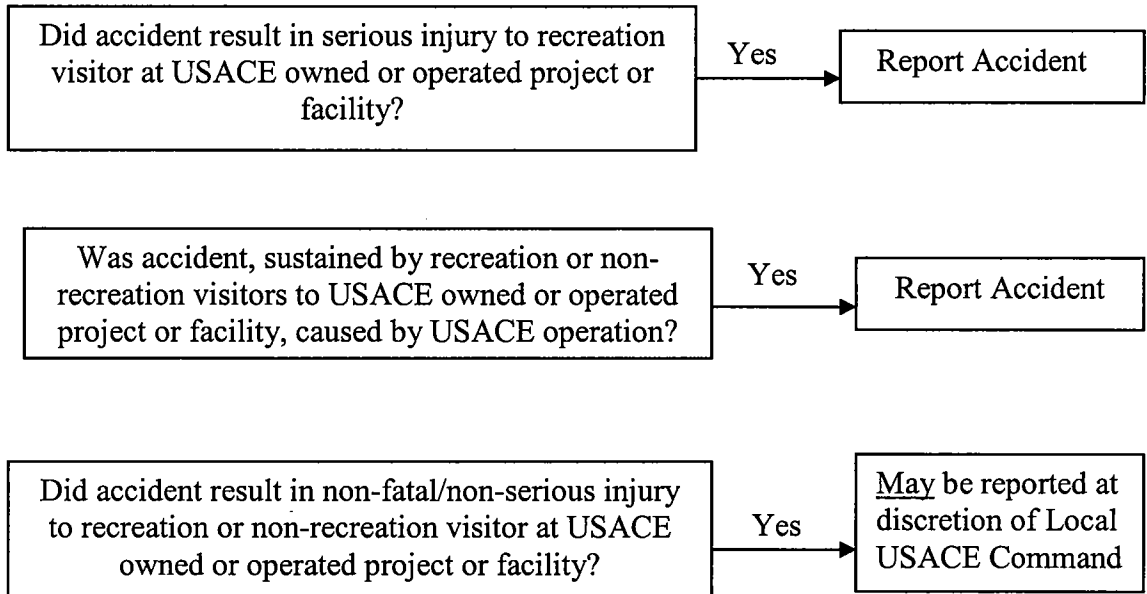 Did accident result in serious injury to recreation
visitor at USACE owned or operated project or
facility?
Yes
Report Accident
Was accident, sustained by recreation or non-
recreation visitors to USACE owned or operated
project or facility, caused by USACE operation?
Yes
Report Accident
Did accident result in non-fatal/non-serious injury
to recreation or non-recreation visitor at USACE
owned or operated project or facility?
Yes
May be reported at
discretion of Local
USACE Command